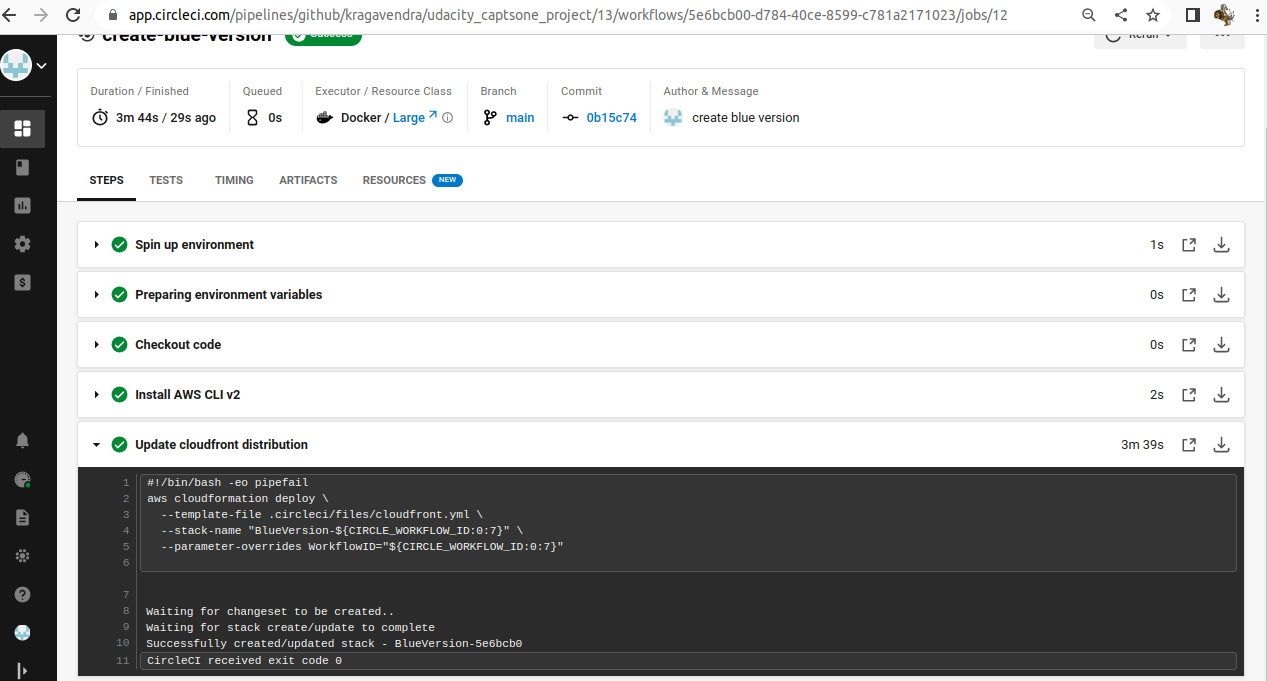 app.circleci.com/pipelines/github/kragavendra/udacity_captsone_project/13/workflows/5e6bcb00-d784-40ce-8599-c781a2171023/jobs/12
create-blue-version
Success
Rerun
Duration / Finished
Queued
Executor / Resource Class
Branch
Commit
Author & Message
3m 44s / 29s ago
0s
Docker / Large
main
0b15c74
create blue version
STEPS
TESTS
TIMING
ARTIFACTS
RESOURCES
NEW
Spin up environment
1s
Preparing environment variables
0s
Checkout code
0s
Install AWS CLI v2
2s
Update cloudfront distribution
3m 39s
1 #!/bin/bash -eo pipefail
2 aws cloudformation deploy \
3 --template-file .circleci/files/cloudfront.yml \
4 --stack-name "BlueVersion-${CIRCLE_WORKFLOW_ID:0:7}" \
5 --parameter-overrides WorkflowID="${CIRCLE_WORKFLOW_ID:0:7}"
6
7
8 Waiting for changeset to be created..
9 Waiting for stack create/update to complete
10 Successfully created/updated stack - BlueVersion-5e6bcb0
11 CircleCI received exit code 0